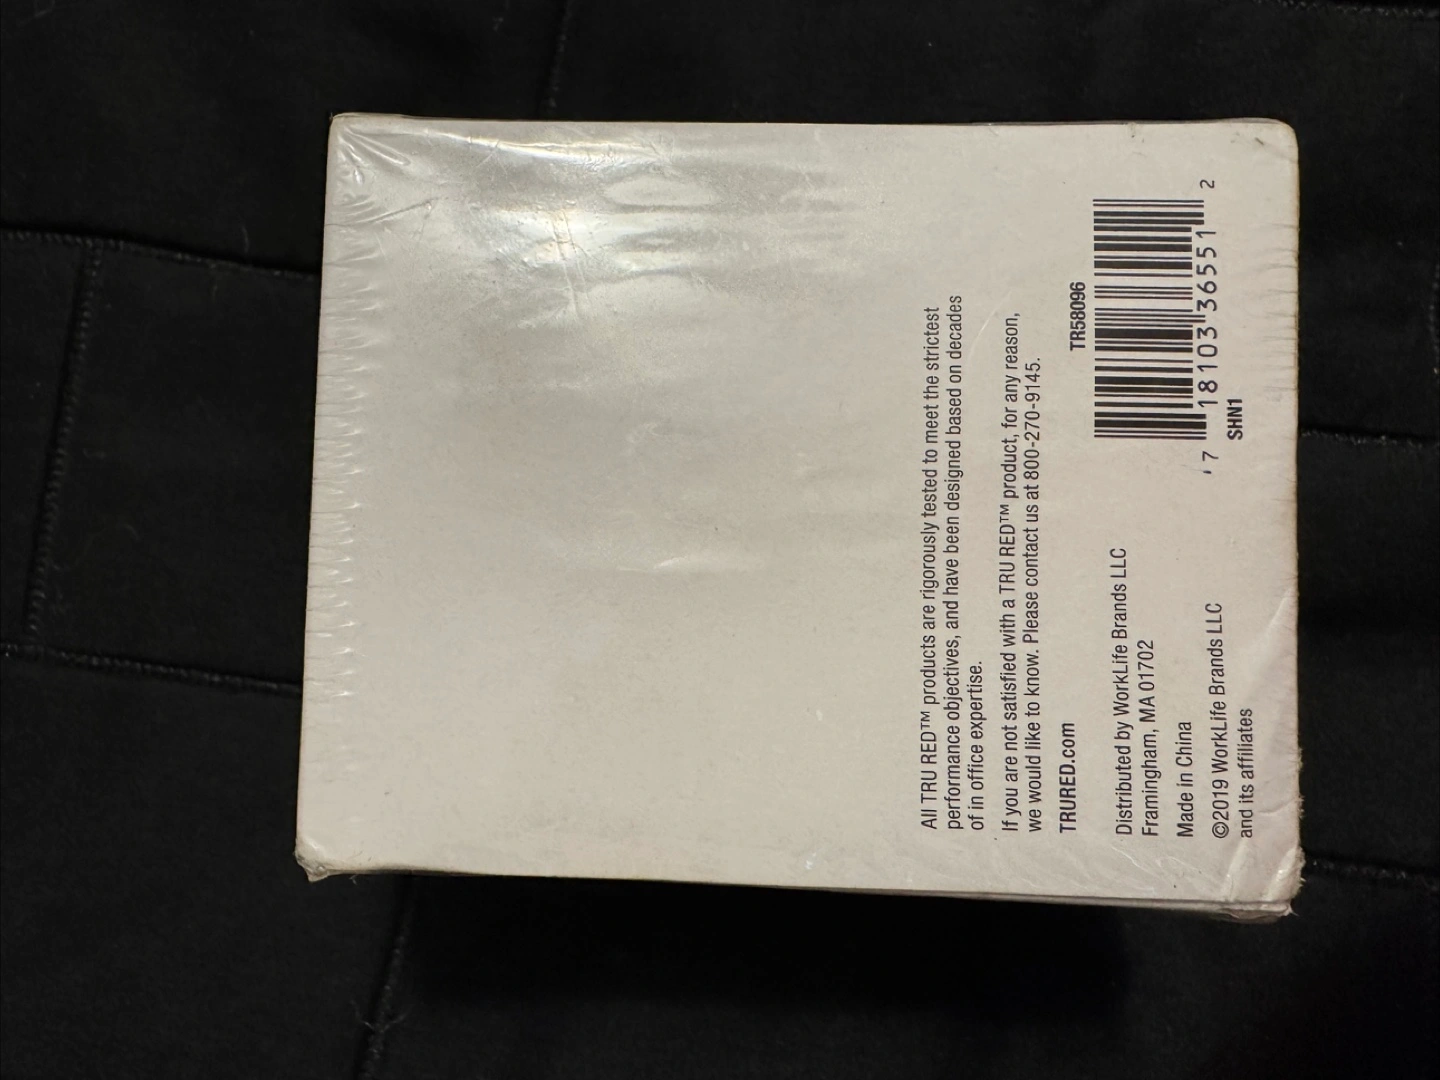 All TRU RED™ products are rigorously tested to meet the strictest
performance objectives, and have been designed based on decades
of in office expertise.
If you are not satisfied with a TRU RED™ product, for any reason,
we would like to know. Please contact us at 800-270-9145.
TRURED.com
Distributed by WorkLife Brands LLC
Framingham, MA 01702
Made in China
©2019 WorkLife Brands LLC
and its affiliates
TR58096
7 18103 36551 2
SHN1